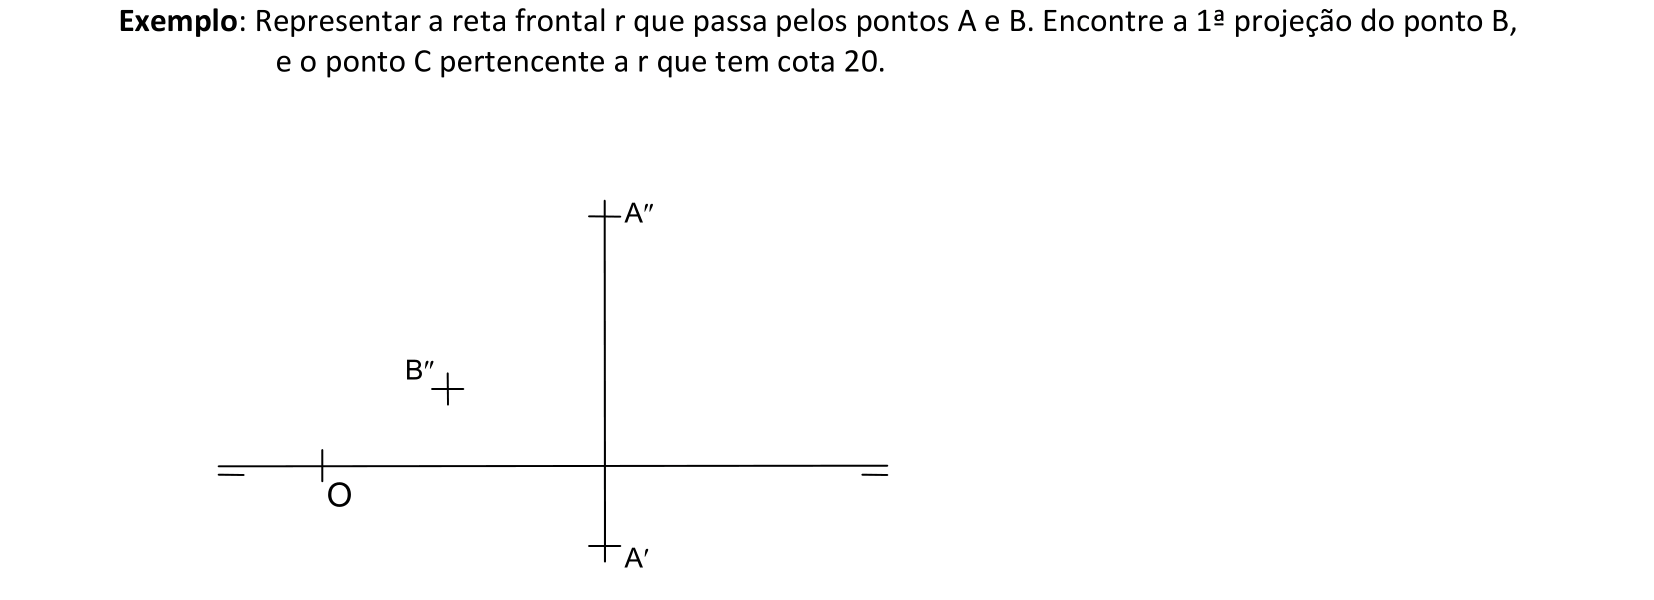 Exemplo: Representar a reta frontal r que passa pelos pontos A e B. Encontre a 1ª projeção do ponto B,
e o ponto C pertencente a r que tem cota 20.
A″
B″
O
A′